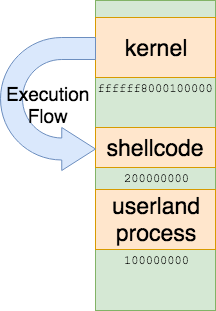 kernel
ffffff8000100000
Execution
Flow
shellcode
200000000
userland
process
100000000